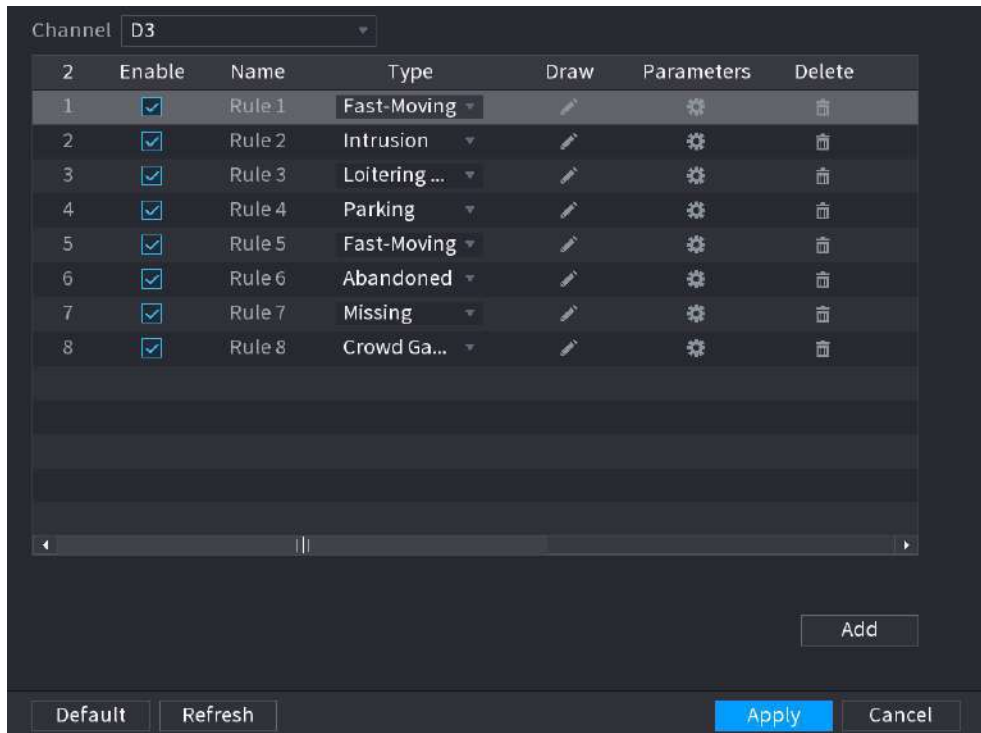 Channel D3
2 Enable Name Type Draw Parameters Delete
1 Rule 1 Fast-Moving
2 Rule 2 Intrusion
3 Rule 3 Loitering ...
4 Rule 4 Parking
5 Rule 5 Fast-Moving
6 Rule 6 Abandoned
7 Rule 7 Missing
8 Rule 8 Crowd Ga...
Add
Default Refresh Apply Cancel